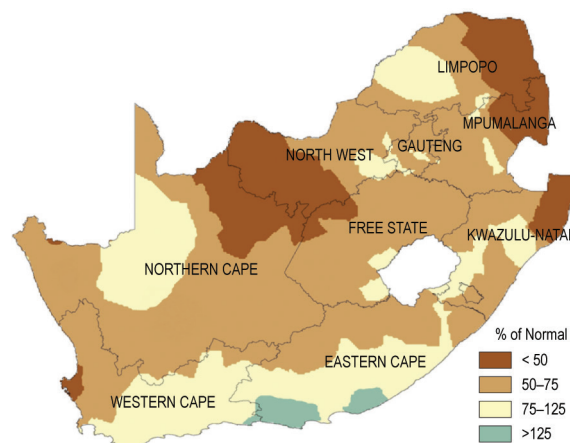 LIMPOPO
MPUMALANGA
GAUTENG
NORTH WEST
FREE STATE
KWAZULU-NATAL
NORTHERN CAPE
EASTERN CAPE
WESTERN CAPE
% of Normal
< 50
50–75
75–125
>125